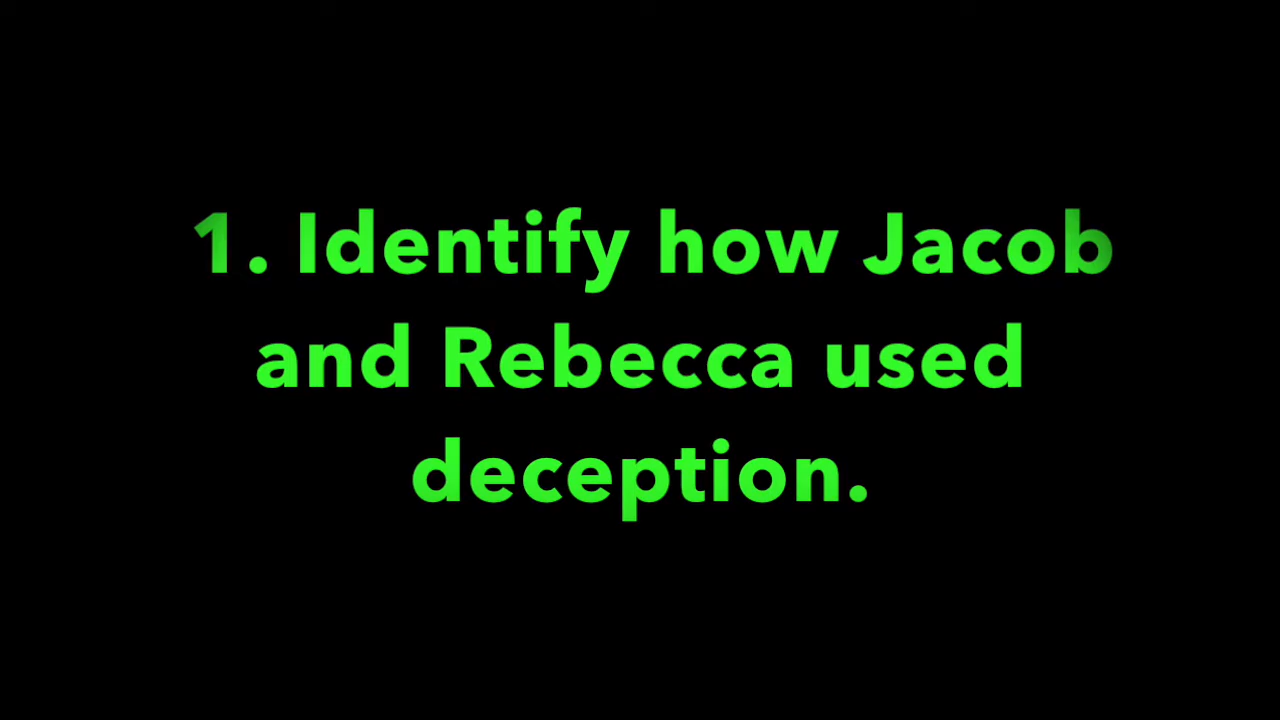 1. Identify how Jacob
and Rebecca used
deception.